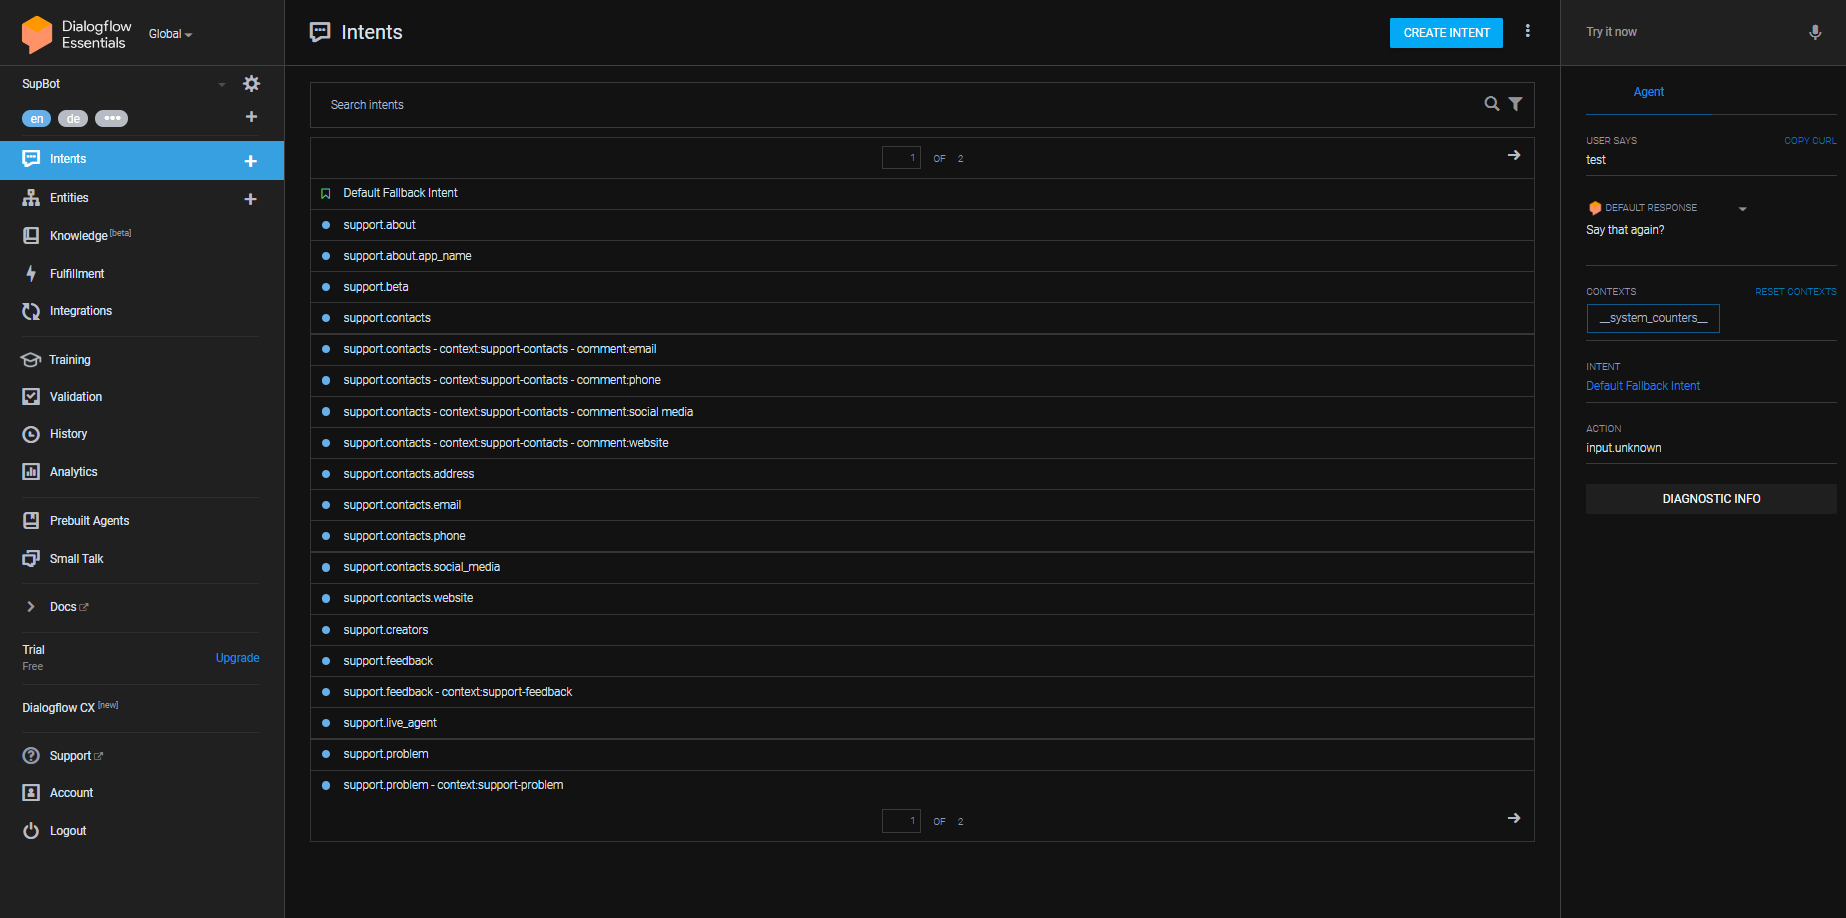 Dialogflow
Essentials
Global
SupBot
en
de
Intents
Entities
Knowledge [beta]
Fulfillment
Integrations
Training
Validation
History
Analytics
Prebuilt Agents
Small Talk
Docs
Trial
Free
Upgrade
Dialogflow CX [new]
Support
Account
Logout
Intents
CREATE INTENT
Search intents
1 OF 2
Default Fallback Intent
support.about
support.about.app_name
support.beta
support.contacts
support.contacts - context:support-contacts - comment:email
support.contacts - context:support-contacts - comment:phone
support.contacts - context:support-contacts - comment:social media
support.contacts - context:support-contacts - comment:website
support.contacts.address
support.contacts.email
support.contacts.phone
support.contacts.social_media
support.contacts.website
support.creators
support.feedback
support.feedback - context:support-feedback
support.live_agent
support.problem
support.problem - context:support-problem
1 OF 2
Try it now
Agent
USER SAYS COPY CURL
test
DEFAULT RESPONSE
Say that again?
CONTEXTS RESET CONTEXTS
__system_counters__
INTENT
Default Fallback Intent
ACTION
input.unknown
DIAGNOSTIC INFO